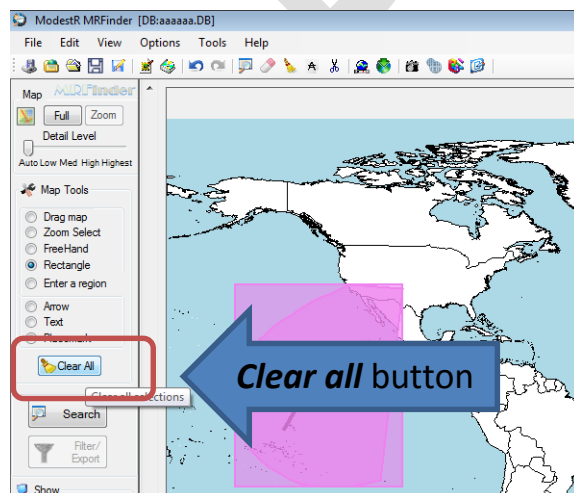 ModestR MRFinder [DB:aaaaaa.DB]
File Edit View Options Tools Help
Map MRFinder
Full Zoom
Detail Level
Auto Low Med High Highest
Map Tools
Drag map
Zoom Select
FreeHand
Rectangle
Enter a region
Arrow
Text
Placemark
Clear All
Clear all selections
Search
Filter/
Export
Show
Clear all button